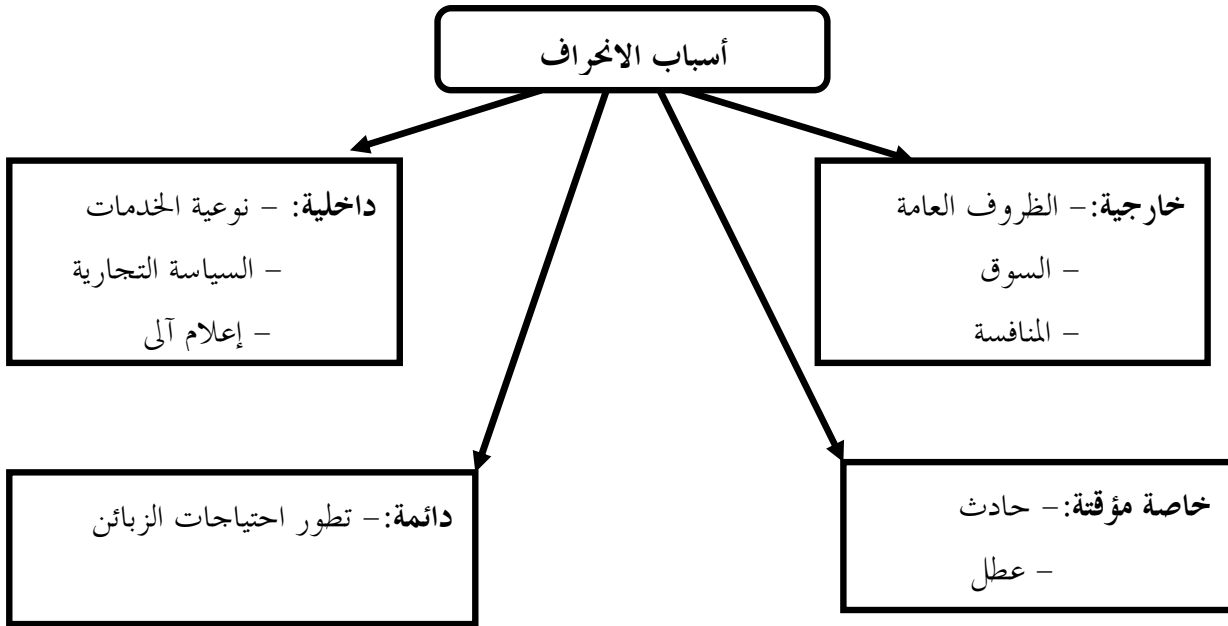 أسباب الانحراف
خارجية:– الظروف العامة
– السوق
– المنافسة
داخلية: – نوعية الخدمات
– السياسة التجارية
– إعلام آلى
خاصة مؤقتة:– حادث
– عطل
دائمة:– تطور احتياجات الزبائن